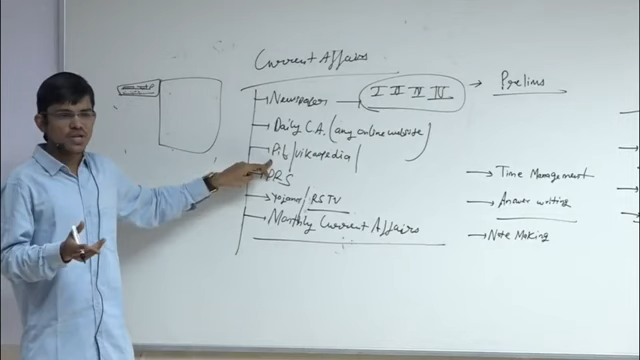 Current Affairs
Newspaper — I II III IV → Prelims
Daily C.A. (any online website)
Pib/vikaspedia/
PRS → Time Management
Yojana/RSTV → Answer writing
Monthly Current Affairs → Note Making